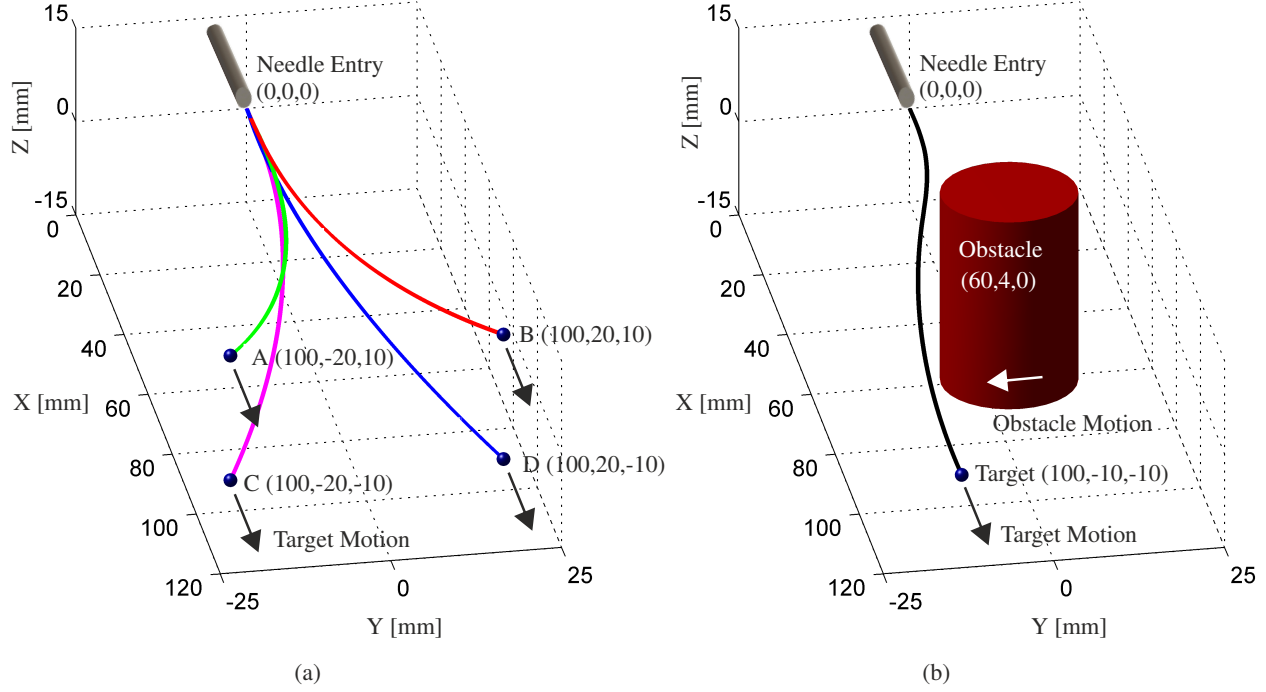 15
0
-15
Z [mm]
0
20
40
60
80
100
120
X [mm]
-25
0
25
Y [mm]
Needle Entry
(0,0,0)
A (100,-20,10)
B (100,20,10)
C (100,-20,-10)
D (100,20,-10)
Target Motion
(a)
15
0
-15
Z [mm]
0
20
40
60
80
100
120
X [mm]
-25
0
25
Y [mm]
Needle Entry
(0,0,0)
Obstacle
(60,4,0)
Obstacle Motion
Target (100,-10,-10)
Target Motion
(b)